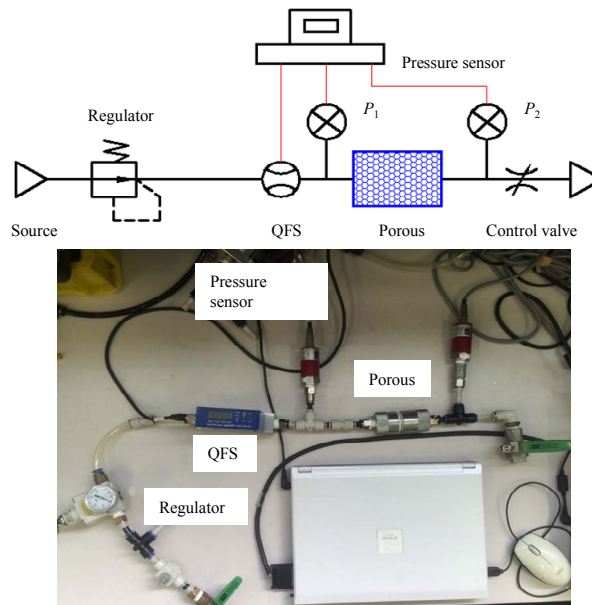 Pressure sensor
P1
P2
Regulator
Source
QFS
Porous
Control valve
Pressure
sensor
Porous
QFS
Regulator